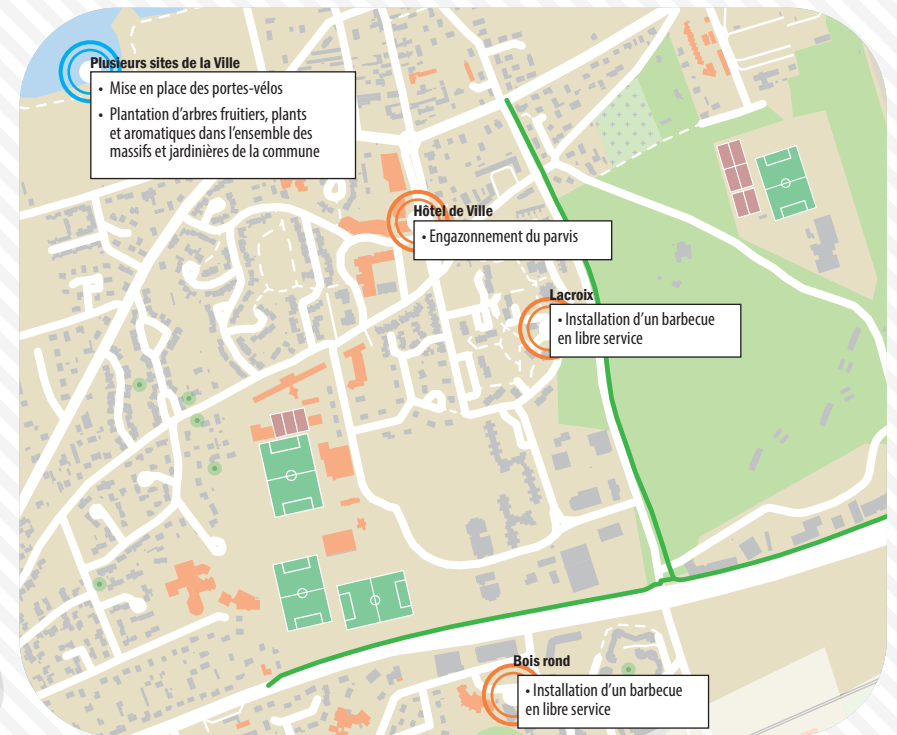 Plusieurs sites de la Ville
• Mise en place des portes-vélos
• Plantation d'arbres fruitiers, plants
et aromatiques dans l'ensemble des
massifs et jardinières de la commune
Hôtel de Ville
• Engazonnement du parvis
Lacroix
• Installation d'un barbecue
en libre service
Bois rond
• Installation d'un barbecue
en libre service